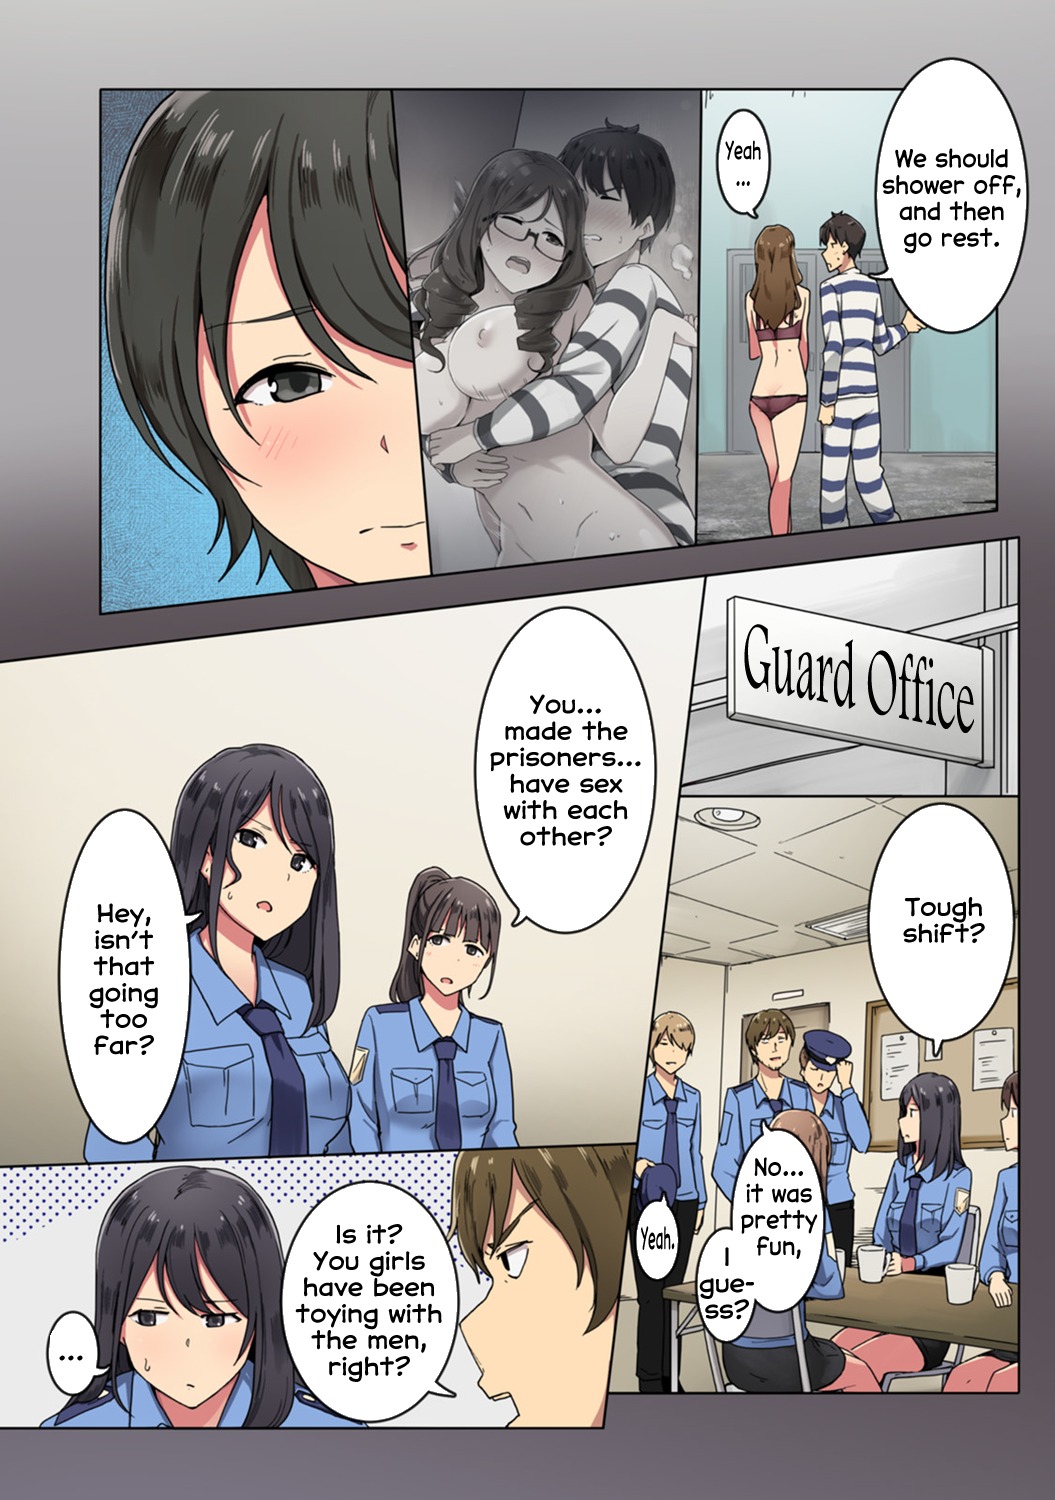 We should
shower off,
and then
go rest.
Yeah
...
Guard Office
Tough
shift?
No...
it was
pretty
fun,
I
gue-
ss?
Yeah.
You...
made the
prisoners...
have sex
with each
other?
Hey,
isn't
that
going
too
far?
Is it?
You girls
have been
toying with
the men,
right?
...